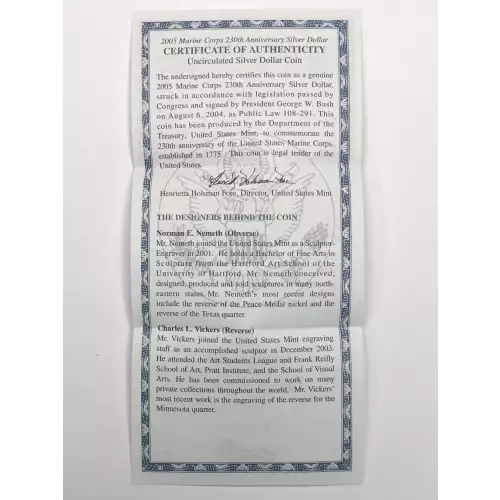 2005 Marine Corps 230th Anniversary Silver Dollar
CERTIFICATE OF AUTHENTICITY
Uncirculated Silver Dollar Coin
The undersigned hereby certifies this coin as a genuine
2005 Marine Corps 230th Anniversary Silver Dollar,
struck in accordance with legislation passed by
Congress and signed by President George W. Bush
on August 6, 2004, as Public Law 108-291. This
coin has been produced by the Department of the
Treasury, United States Mint, to commemorate the
230th anniversary of the United States Marine Corps,
established in 1775. This coin is legal tender of the
United States.
Henrietta Holsman Fore, Director, United States Mint
THE DESIGNERS BEHIND THE COIN
Norman E. Nemeth (Obverse)
Mr. Nemeth joined the United States Mint as a Sculptor-
Engraver in 2001. He holds a Bachelor of Fine Arts in
Sculpture from the Hartford Art School of the
University of Hartford. Mr. Nemeth conceived,
designed, produced and sold sculptures in many north-
eastern states. Mr. Nemeth's most recent designs
include the reverse of the Peace Medal nickel and the
reverse of the Texas quarter.
Charles L. Vickers (Reverse)
Mr. Vickers joined the United States Mint engraving
staff as an accomplished sculptor in December 2003.
He attended the Art Students League and Frank Reilly
School of Art, Pratt Institute, and the School of Visual
Arts. He has been commissioned to work on many
private collections throughout the world. Mr. Vickers'
most recent work is the engraving of the reverse for the
Minnesota quarter.